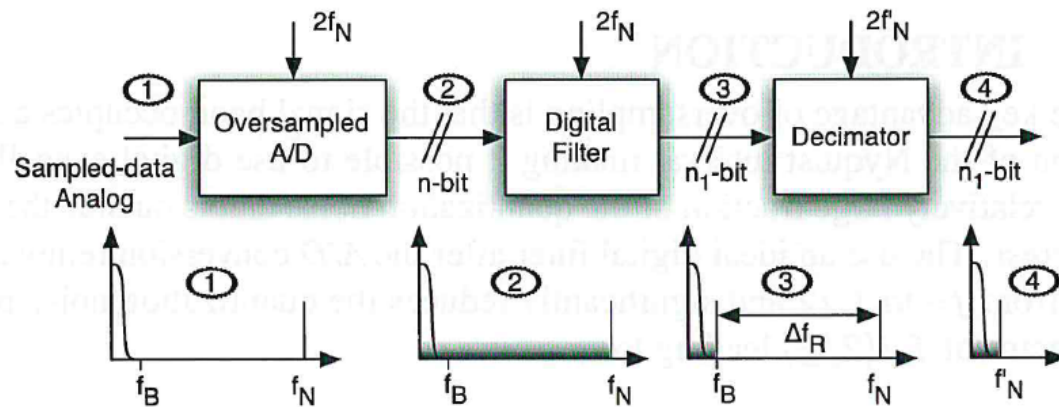 2f_N 2f_N 2f'_N
1 2 3 4
Oversampled A/D
Digital Filter
Decimator
Sampled-data
Analog
n-bit n₁-bit n₁-bit
1 2 3 4
Δf_R
f_B f_N f_B f_N f_B f_N f'_N